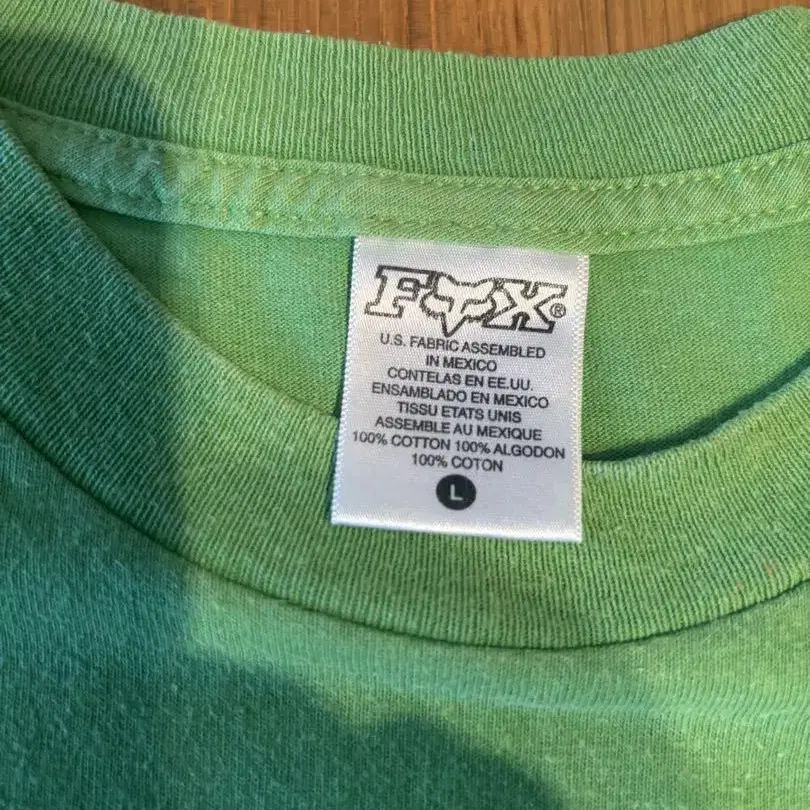 FOX®
U.S. FABRIC ASSEMBLED
IN MEXICO
CONTELAS EN EE.UU.
ENSAMBLADO EN MEXICO
TISSU ETATS UNIS
ASSEMBLE AU MEXIQUE
100% COTTON 100% ALGODON
100% COTON
L